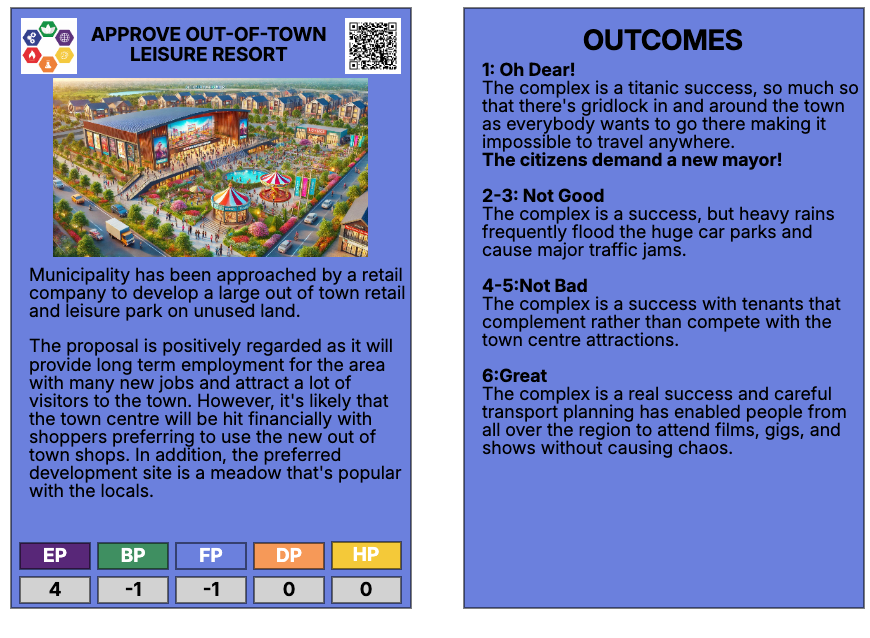 APPROVE OUT-OF-TOWN
LEISURE RESORT
Municipality has been approached by a retail
company to develop a large out of town retail
and leisure park on unused land.
The proposal is positively regarded as it will
provide long term employment for the area
with many new jobs and attract a lot of
visitors to the town. However, it's likely that
the town centre will be hit financially with
shoppers preferring to use the new out of
town shops. In addition, the preferred
development site is a meadow that's popular
with the locals.
EP BP FP DP HP
4 -1 -1 0 0
OUTCOMES
1: Oh Dear!
The complex is a titanic success, so much so
that there's gridlock in and around the town
as everybody wants to go there making it
impossible to travel anywhere.
The citizens demand a new mayor!
2-3: Not Good
The complex is a success, but heavy rains
frequently flood the huge car parks and
cause major traffic jams.
4-5:Not Bad
The complex is a success with tenants that
complement rather than compete with the
town centre attractions.
6:Great
The complex is a real success and careful
transport planning has enabled people from
all over the region to attend films, gigs, and
shows without causing chaos.